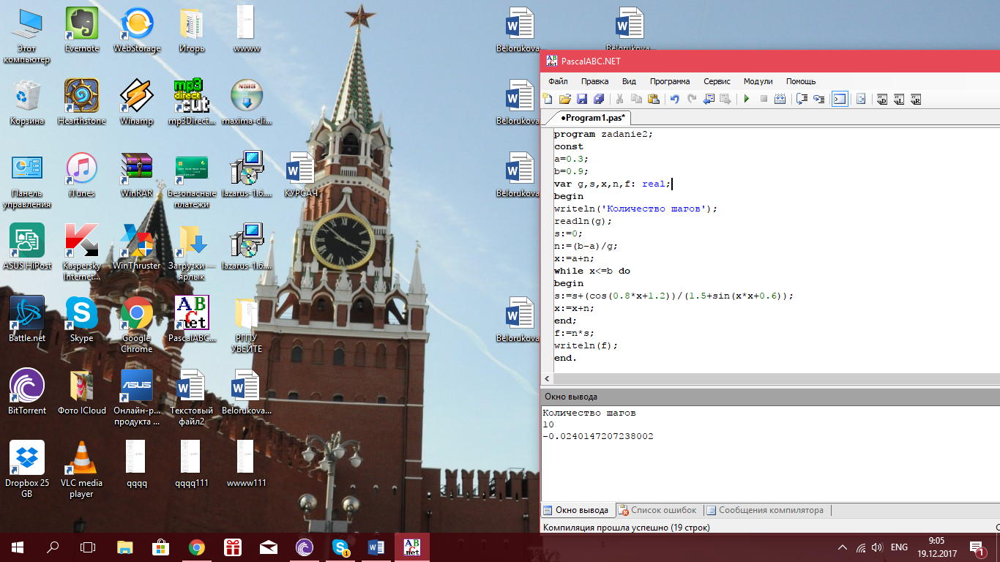 Этот компьютер
Evernote
WebStorage
Игорь
wwww
Belorukova...
Belorukova...
Корзина
Hearthstone
Winamp
mp3Direct...
maxima-cli...
Belorukova...
Панель управления
iTunes
WinRAR
Безопасные платежи
lazarus-1.6....
КУРСАЧ
Belorukova...
ASUS HiPost
Kaspersky Internet...
WinThruster
Загрузки — ярлык
lazarus-1.6....
Battle.net
Skype
Google Chrome
PascalABC...
РГПУ УБЕЙТЕ
Belorukova...
BitTorrent
Фото ICloud
Онлайн-р... продукта ...
Текстовый файл2
Belorukova...
Dropbox 25 GB
VLC media player
qqqq
qqqq111
wwww111
PascalABC.NET
Файл Правка Вид Программа Сервис Модули Помощь
•Program1.pas*
program zadanie2;
const
a=0.3;
b=0.9;
var g,s,x,n,f: real;
begin
writeln('Количество шагов');
readln(g);
s:=0;
n:=(b-a)/g;
x:=a+n;
while x<=b do
begin
s:=s+(cos(0.8*x+1.2))/(1.5+sin(x*x+0.6));
x:=x+n;
end;
f:=n*s;
writeln(f);
end.
Окно вывода
Количество шагов
10
-0.0240147207238002
Окно вывода Список ошибок Сообщения компилятора
Компиляция прошла успешно (19 строк)
ENG
9:05
19.12.2017